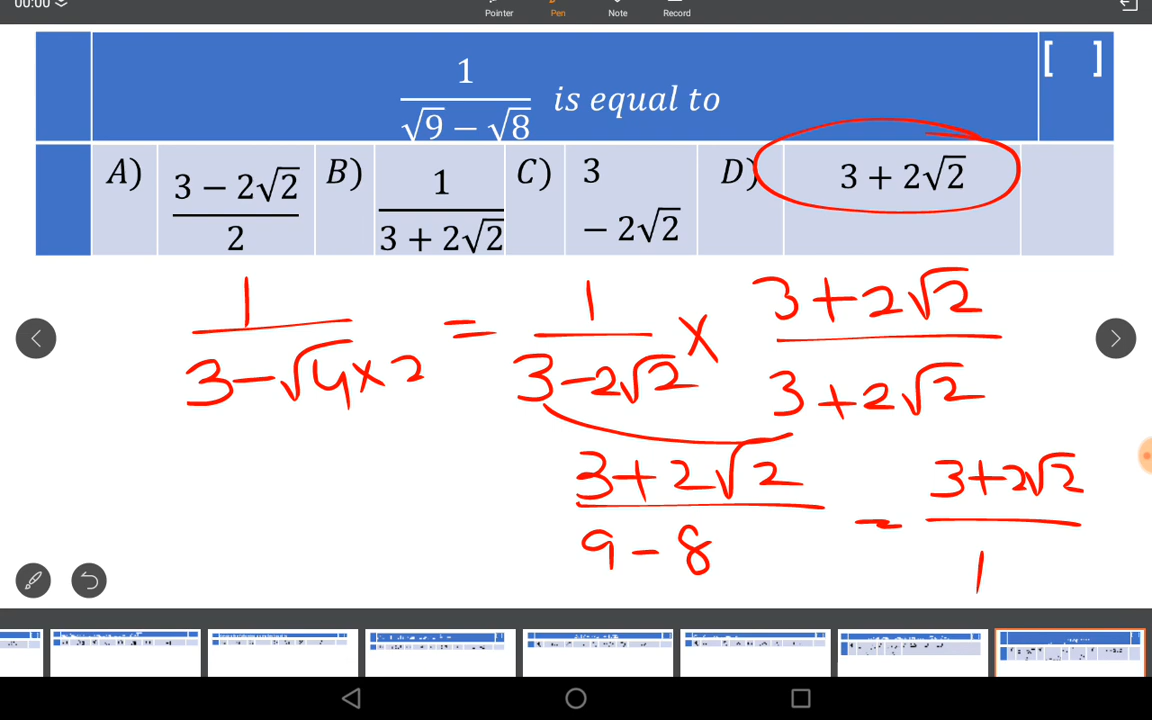 00:00
Pointer Pen Note Record
1/(√9 − √8) is equal to [ ]
A) (3 − 2√2)/2 B) 1/(3 + 2√2) C) 3 − 2√2 D) 3 + 2√2
1/(3 − √4×2) = 1/(3 − 2√2) × (3 + 2√2)/(3 + 2√2)
(3 + 2√2)/(9 − 8) = (3 + 2√2)/1